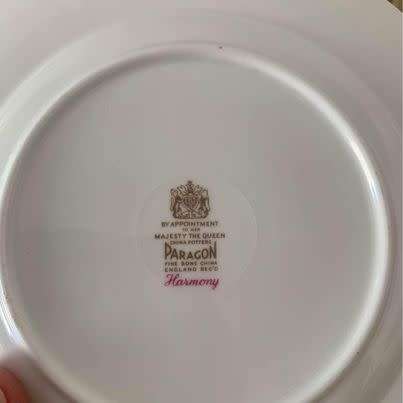 BY APPOINTMENT
TO HER
MAJESTY THE QUEEN
CHINA POTTERS
PARAGON
FINE BONE CHINA
ENGLAND REG'D
Harmony